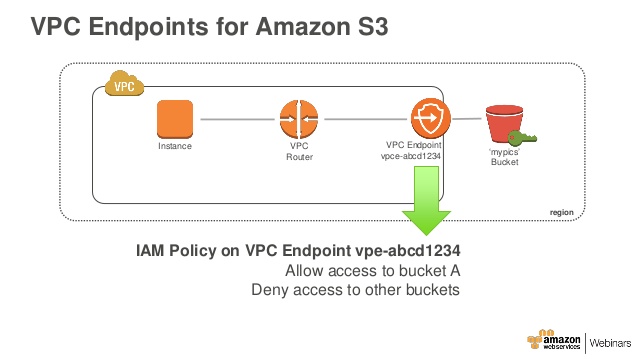 VPC Endpoints for Amazon S3
VPC
Instance
VPC
Router
VPC Endpoint
vpce-abcd1234
'mypics'
Bucket
region
IAM Policy on VPC Endpoint vpe-abcd1234
Allow access to bucket A
Deny access to other buckets
amazon
webservices
Webinars